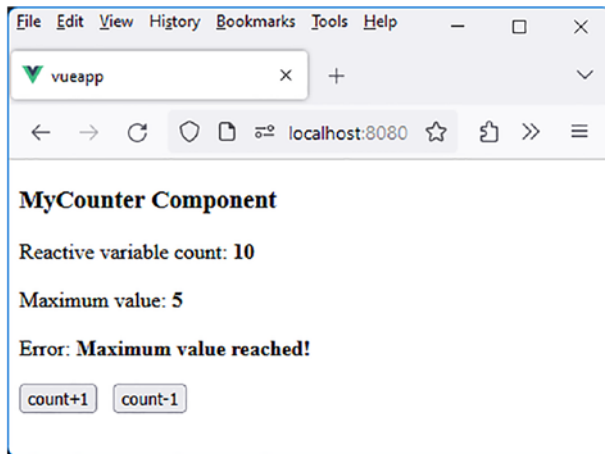 File Edit View History Bookmarks Tools Help
vueapp
localhost:8080
MyCounter Component
Reactive variable count: 10
Maximum value: 5
Error: Maximum value reached!
count+1 count-1